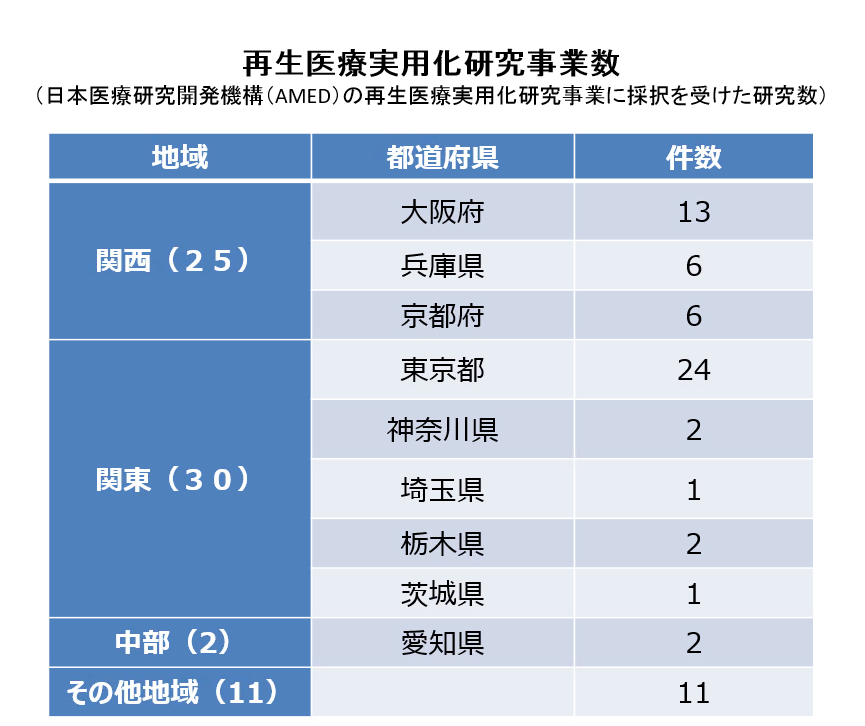 再生医療実用化研究事業数
（日本医療研究開発機構（AMED）の再生医療実用化研究事業に採択を受けた研究数）
地域 都道府県 件数
関西（２５）
大阪府 13
兵庫県 6
京都府 6
関東（３０）
東京都 24
神奈川県 2
埼玉県 1
栃木県 2
茨城県 1
中部（2） 愛知県 2
その他地域（11） 11